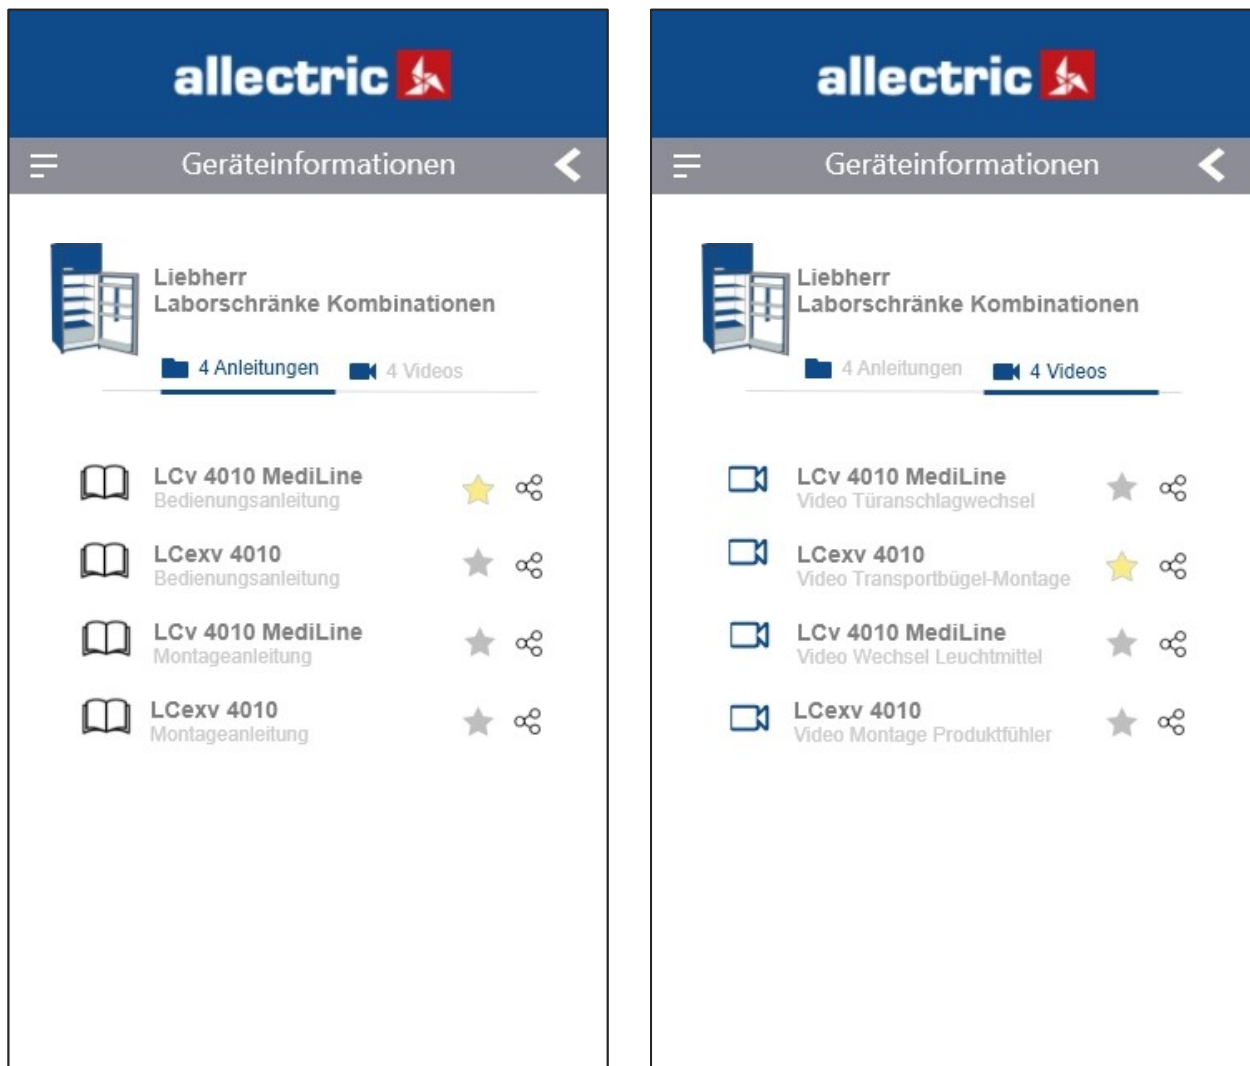 allectric
Geräteinformationen
Liebherr
Laborschränke Kombinationen
4 Anleitungen 4 Videos
LCv 4010 MediLine
Bedienungsanleitung
LCexv 4010
Bedienungsanleitung
LCv 4010 MediLine
Montageanleitung
LCexv 4010
Montageanleitung
allectric
Geräteinformationen
Liebherr
Laborschränke Kombinationen
4 Anleitungen 4 Videos
LCv 4010 MediLine
Video Türanschlagwechsel
LCexv 4010
Video Transportbügel-Montage
LCv 4010 MediLine
Video Wechsel Leuchtmittel
LCexv 4010
Video Montage Produktfühler